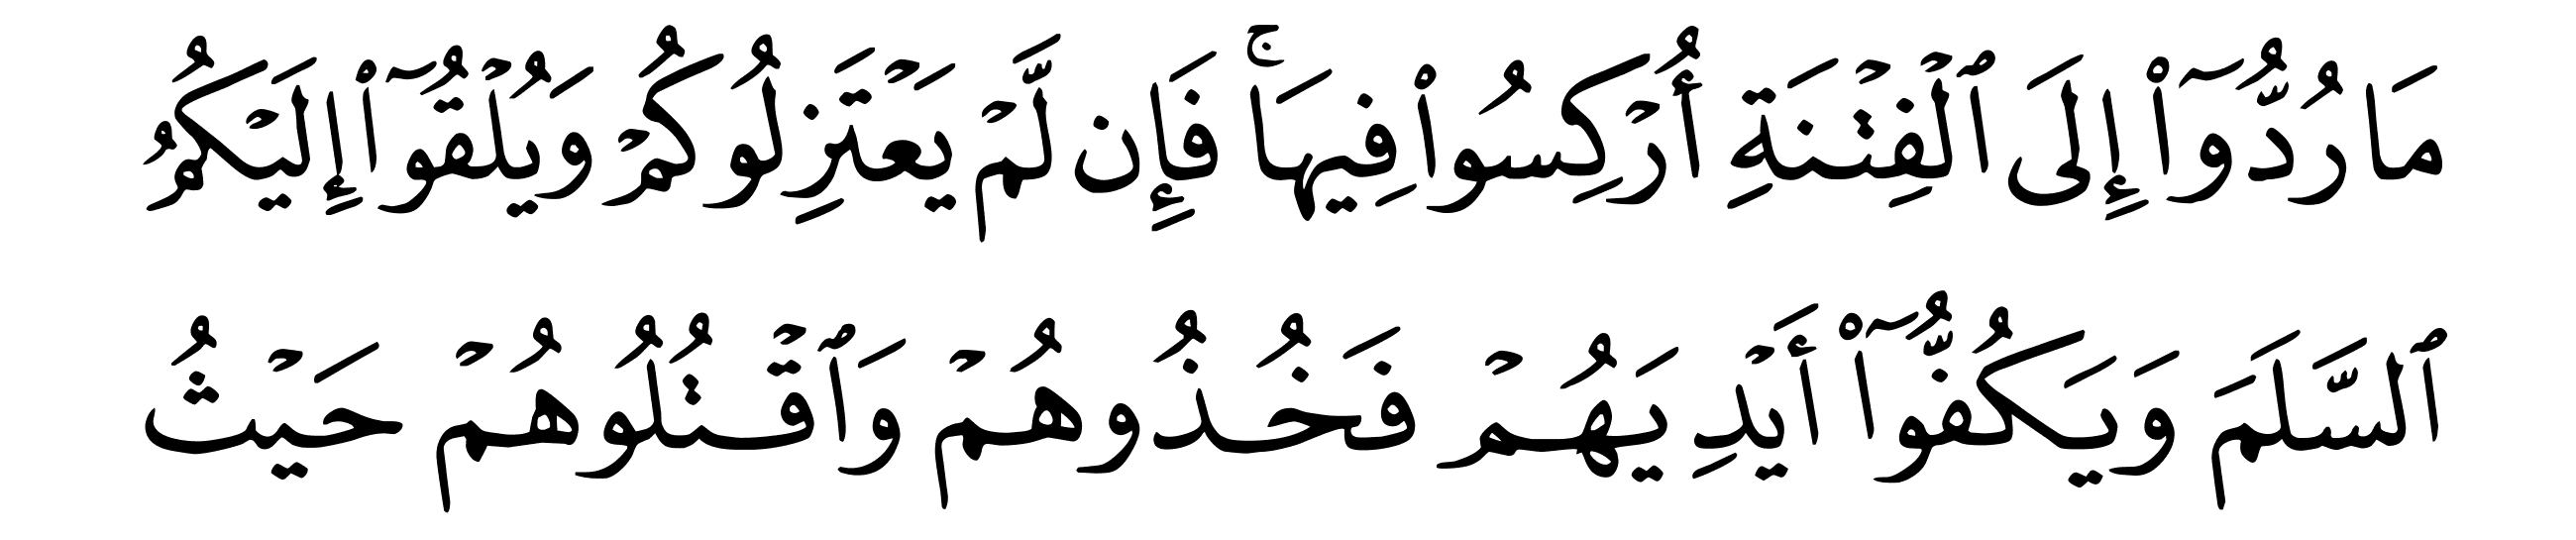 مَا رُدُّوٓا۟ إِلَى ٱلْفِتْنَةِ أُرْكِسُوا۟ فِيهَا ۚ فَإِن لَّمْ يَعْتَزِلُوكُمْ وَيُلْقُوٓا۟ إِلَيْكُمُ
ٱلسَّلَمَ وَيَكُفُّوٓا۟ أَيْدِيَهُمْ فَخُذُوهُمْ وَٱقْتُلُوهُمْ حَيْثُ